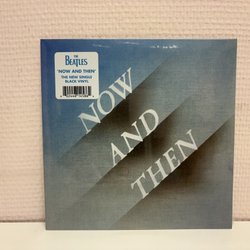 THE
BEATLES
'NOW AND THEN'
THE NEW SINGLE
BLACK VINYL
NOW
AND
THEN